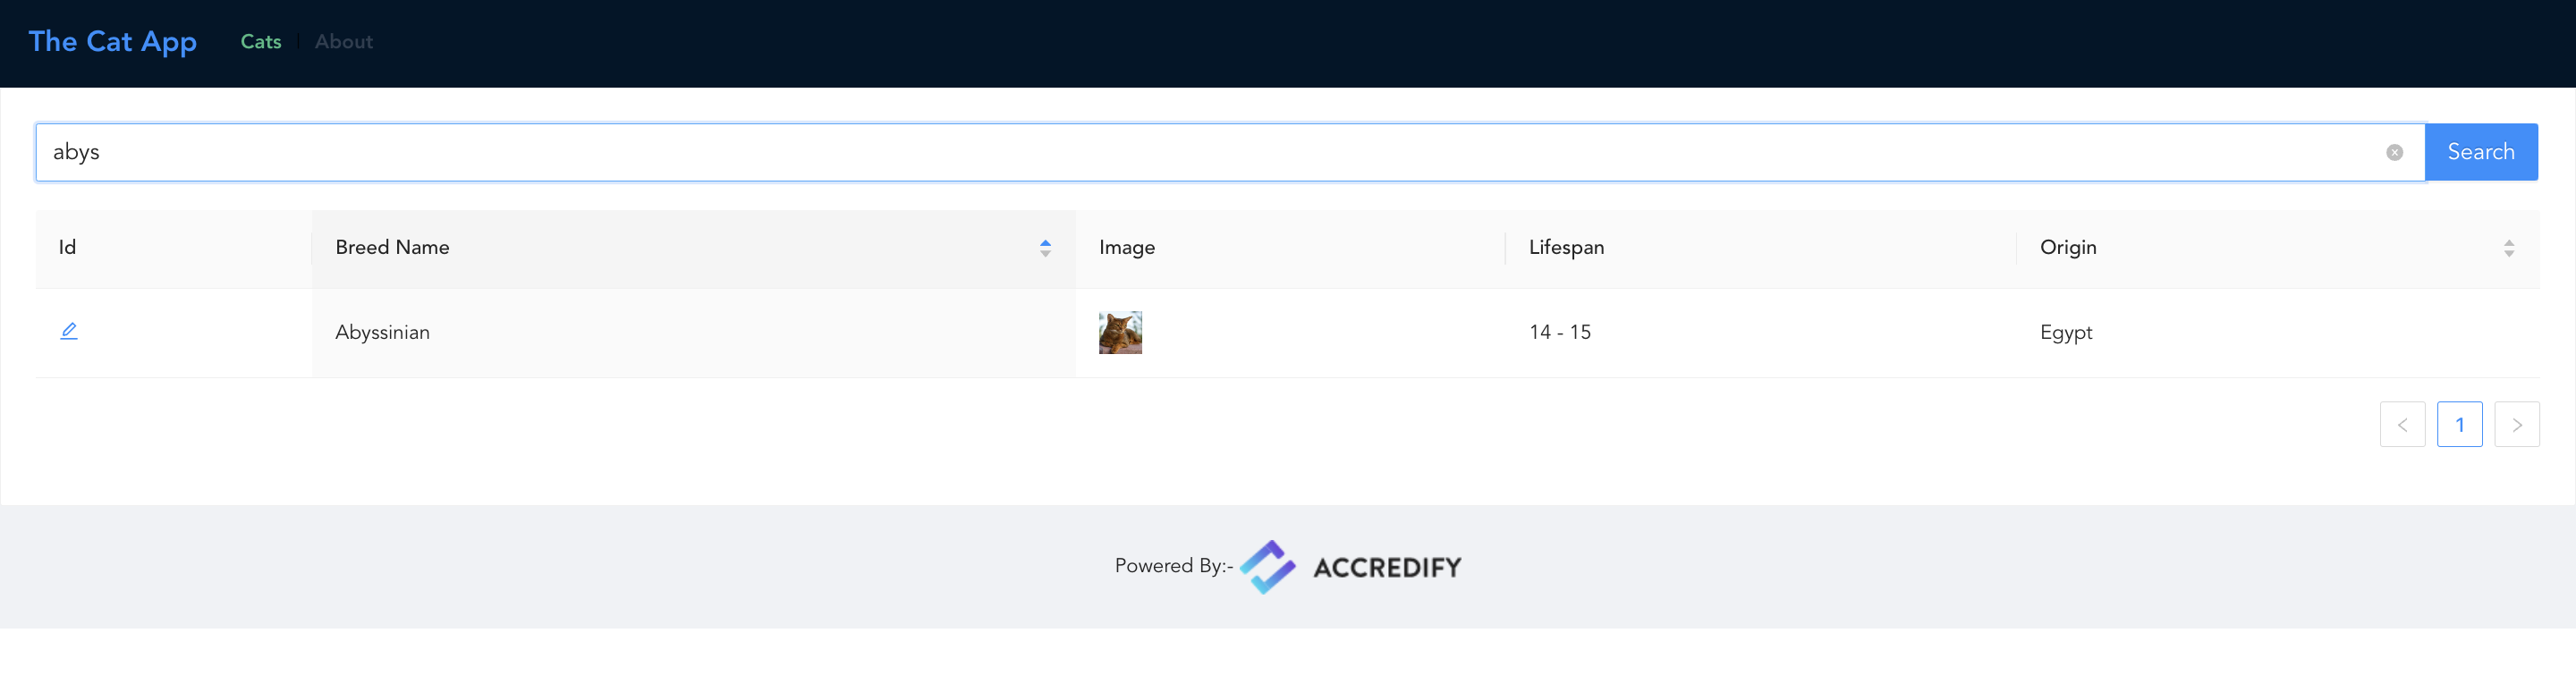 The Cat App Cats About
abys Search
Id Breed Name Image Lifespan Origin
Abyssinian 14 - 15 Egypt
1
Powered By:- ACCREDIFY